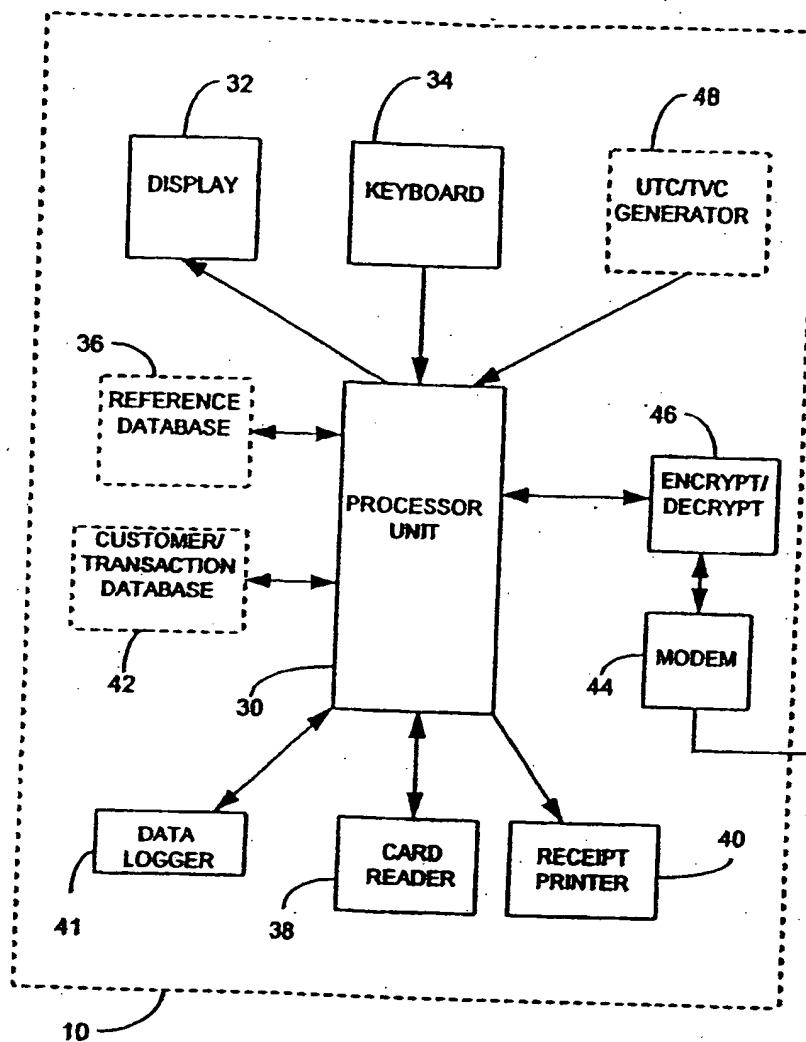 32
34
48
DISPLAY
KEYBOARD
UTC/TVC
GENERATOR
36
REFERENCE
DATABASE
46
ENCRYPT/
DECRYPT
PROCESSOR
UNIT
CUSTOMER/
TRANSACTION
DATABASE
42
30
44
MODEM
DATA
LOGGER
41
CARD
READER
38
RECEIPT
PRINTER
40
10